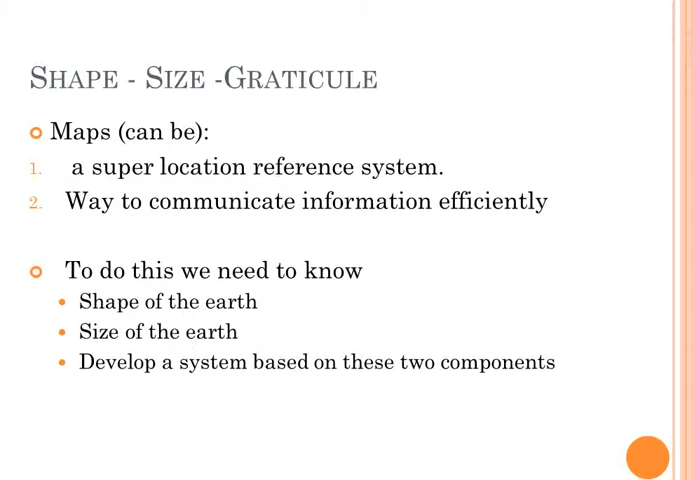 Shape - Size -Graticule
Maps (can be):
1. a super location reference system.
2. Way to communicate information efficiently
To do this we need to know
Shape of the earth
Size of the earth
Develop a system based on these two components